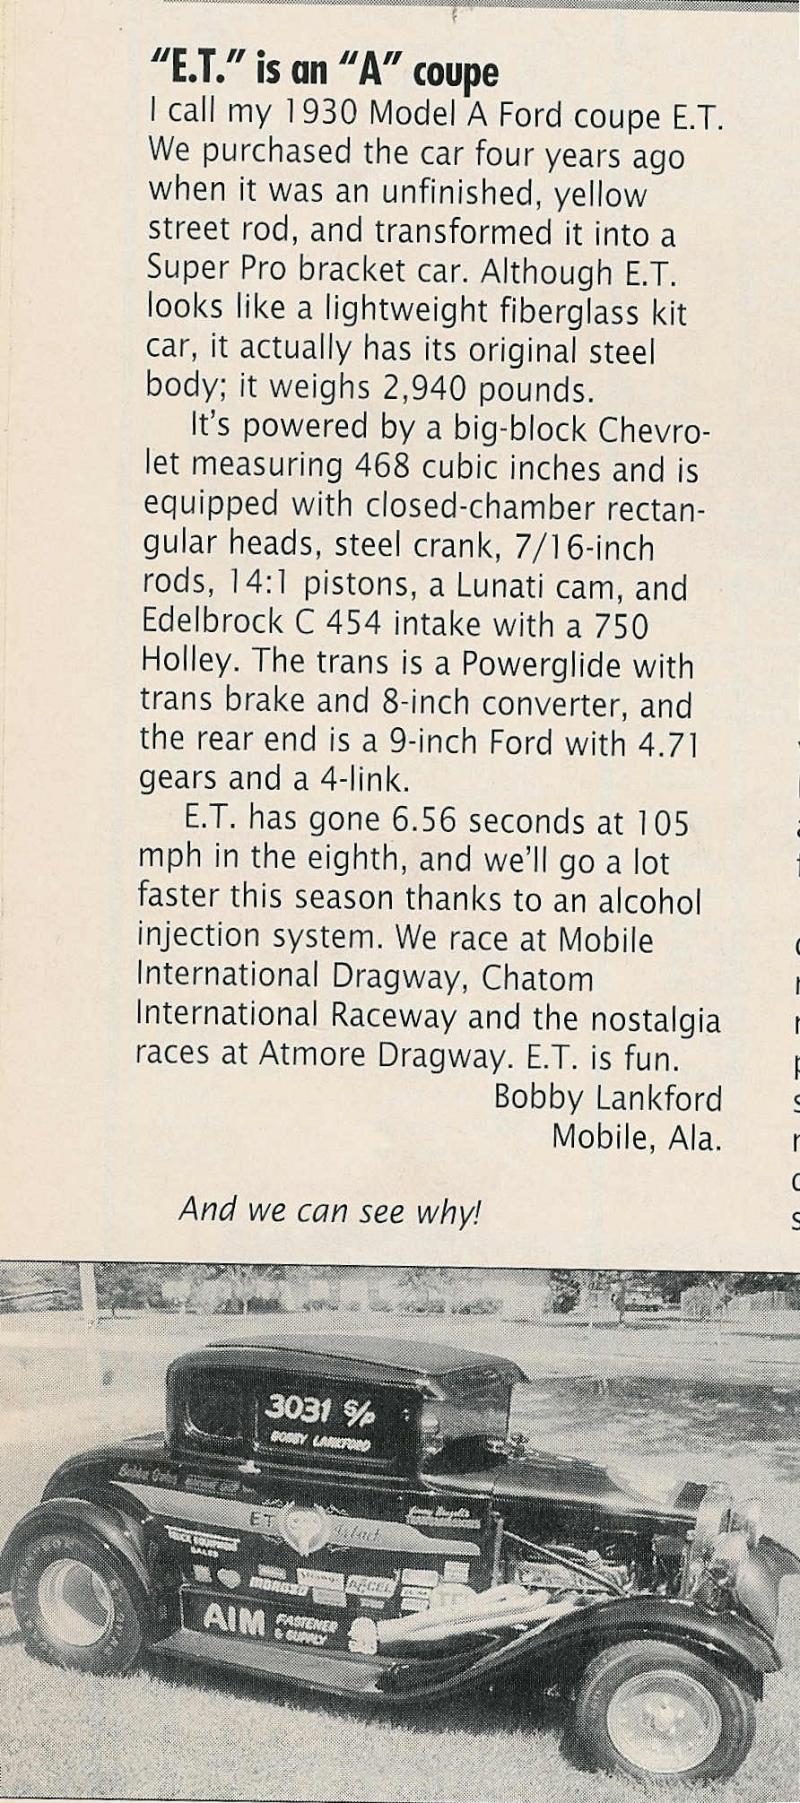 "E.T." is an "A" coupe
I call my 1930 Model A Ford coupe E.T.
We purchased the car four years ago
when it was an unfinished, yellow
street rod, and transformed it into a
Super Pro bracket car. Although E.T.
looks like a lightweight fiberglass kit
car, it actually has its original steel
body; it weighs 2,940 pounds.
It's powered by a big-block Chevro-
let measuring 468 cubic inches and is
equipped with closed-chamber rectan-
gular heads, steel crank, 7/16-inch
rods, 14:1 pistons, a Lunati cam, and
Edelbrock C 454 intake with a 750
Holley. The trans is a Powerglide with
trans brake and 8-inch converter, and
the rear end is a 9-inch Ford with 4.71
gears and a 4-link.
E.T. has gone 6.56 seconds at 105
mph in the eighth, and we'll go a lot
faster this season thanks to an alcohol
injection system. We race at Mobile
International Dragway, Chatom
International Raceway and the nostalgia
races at Atmore Dragway. E.T. is fun.
Bobby Lankford
Mobile, Ala.
And we can see why!
3031 S/P
BOBBY LANKFORD
ET
SALES
ACCEL
AIM FASTENER
& SUPPLY